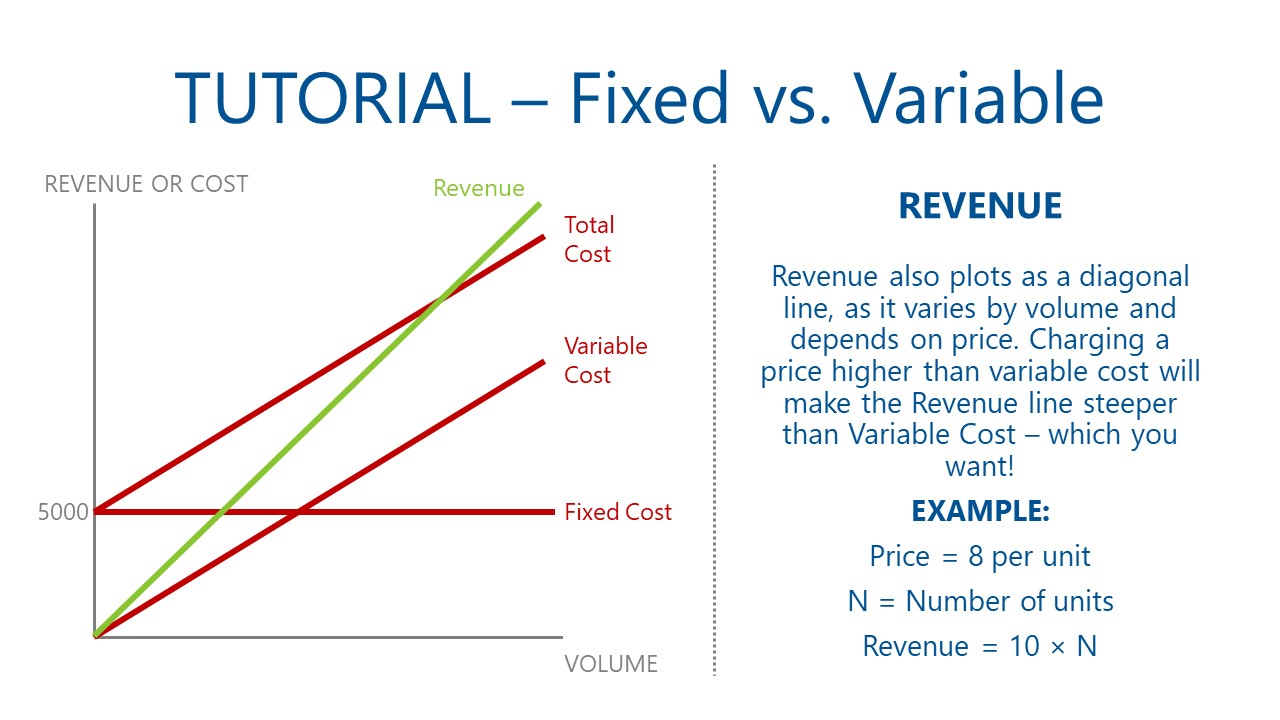 TUTORIAL – Fixed vs. Variable
REVENUE OR COST
Revenue
Total
Cost
Variable
Cost
5000
Fixed Cost
VOLUME
REVENUE
Revenue also plots as a diagonal
line, as it varies by volume and
depends on price. Charging a
price higher than variable cost will
make the Revenue line steeper
than Variable Cost – which you
want!
EXAMPLE:
Price = 8 per unit
N = Number of units
Revenue = 10 × N